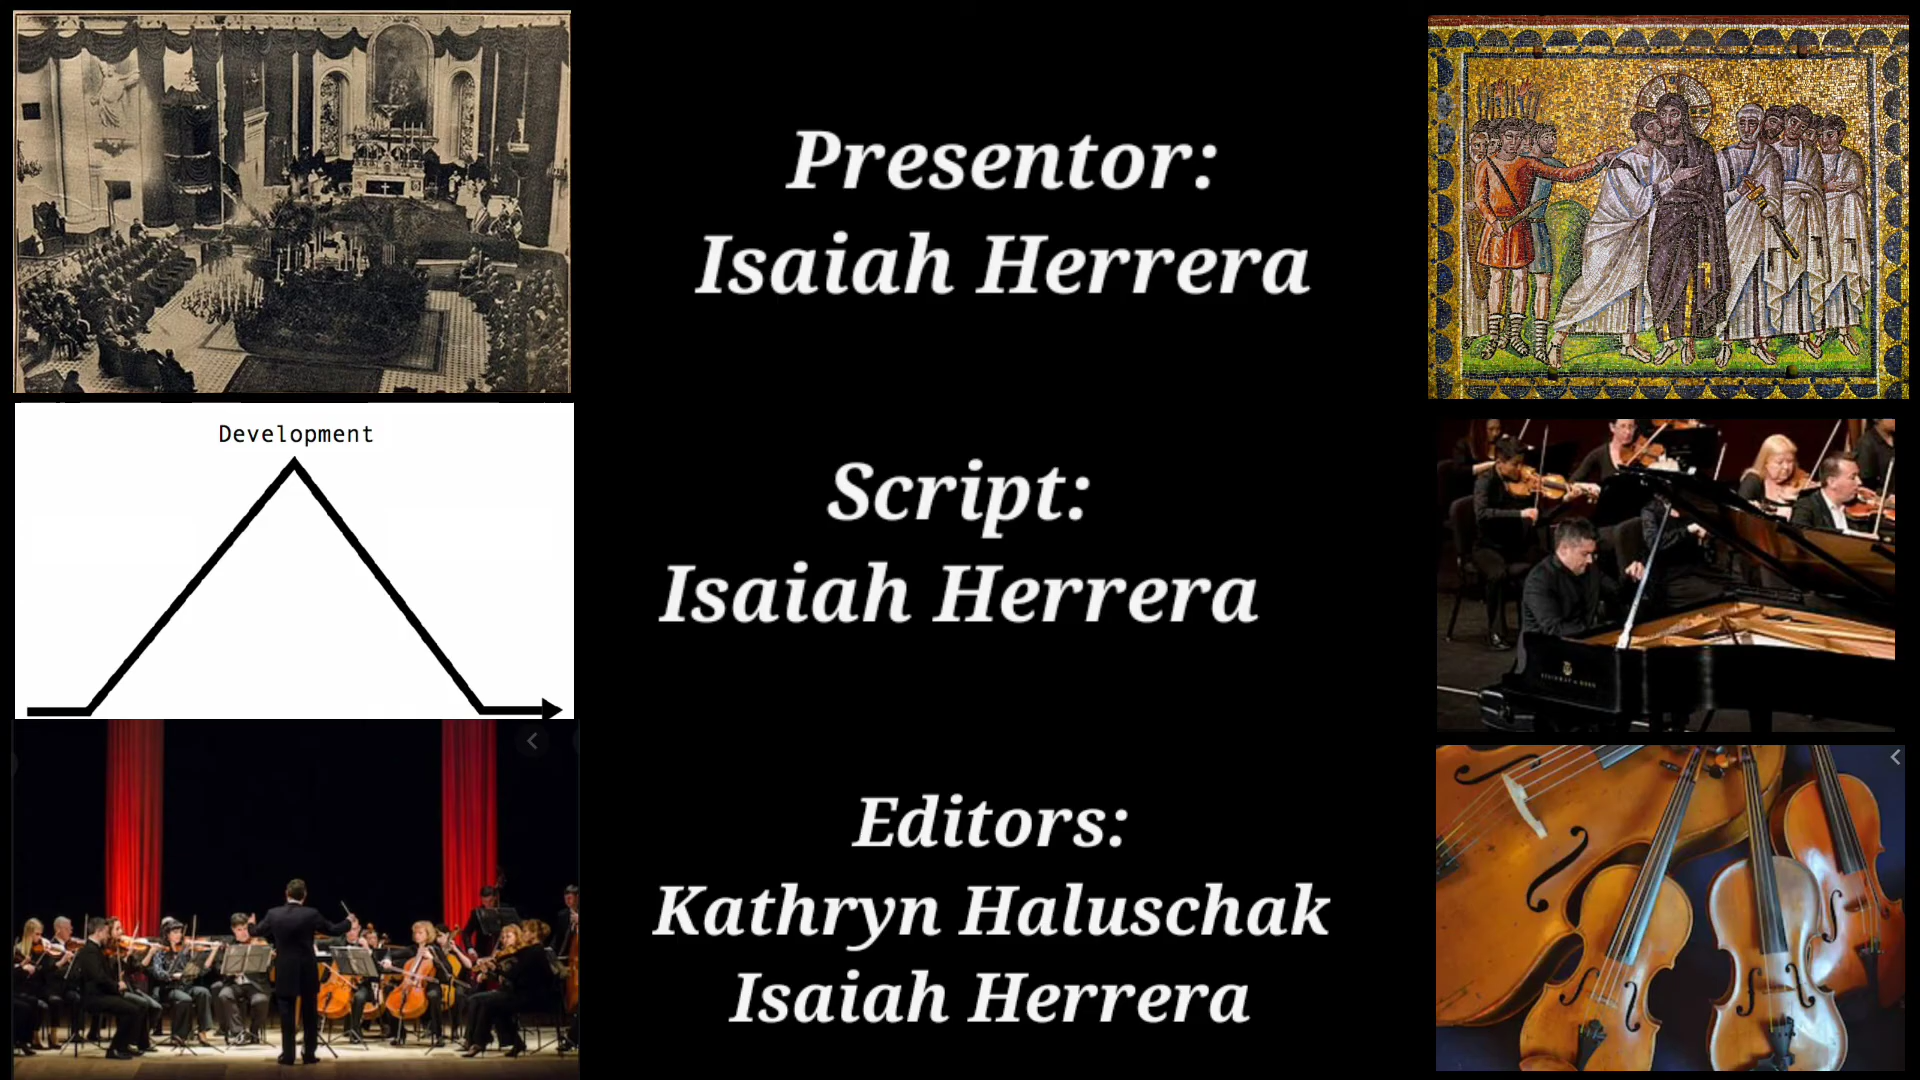 Presentor:
Isaiah Herrera
Development
Script:
Isaiah Herrera
Editors:
Kathryn Haluschak
Isaiah Herrera